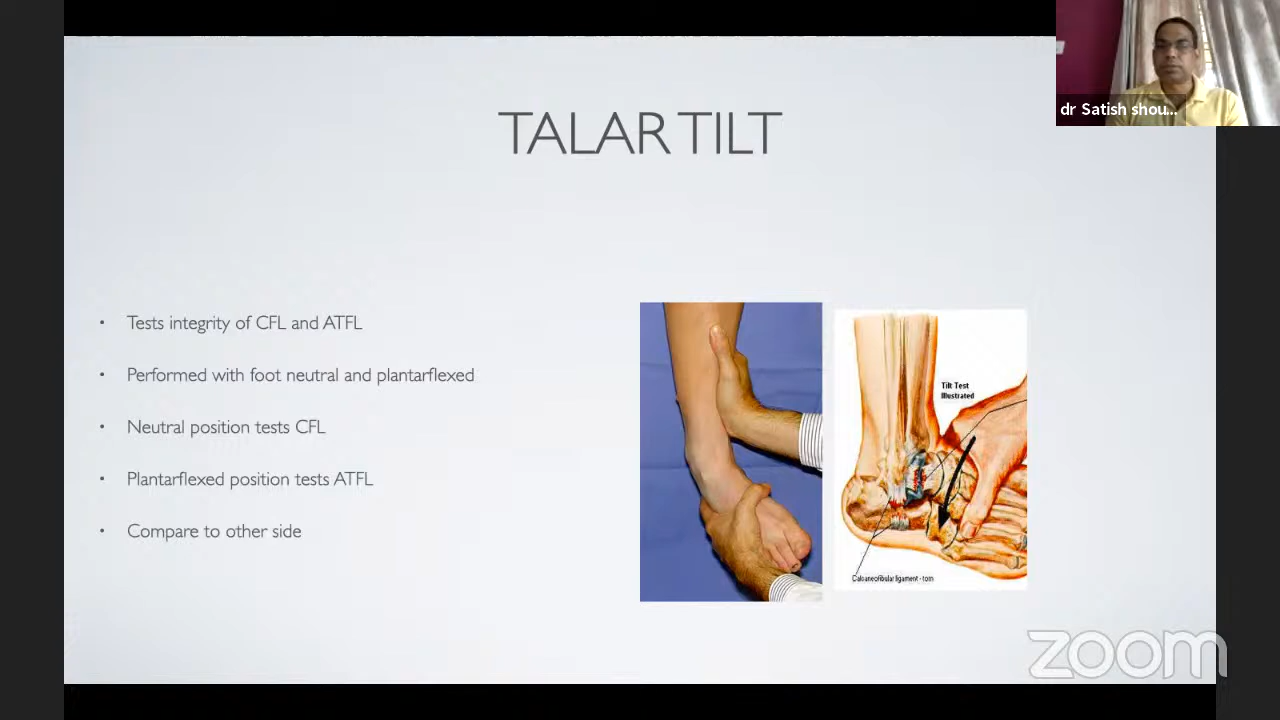 dr Satish shou...
TALAR TILT
• Tests integrity of CFL and ATFL
• Performed with foot neutral and plantarflexed
• Neutral position tests CFL
• Plantarflexed position tests ATFL
• Compare to other side
Tilt Test
Illustrated
Calcaneofibular ligament - torn
zoom